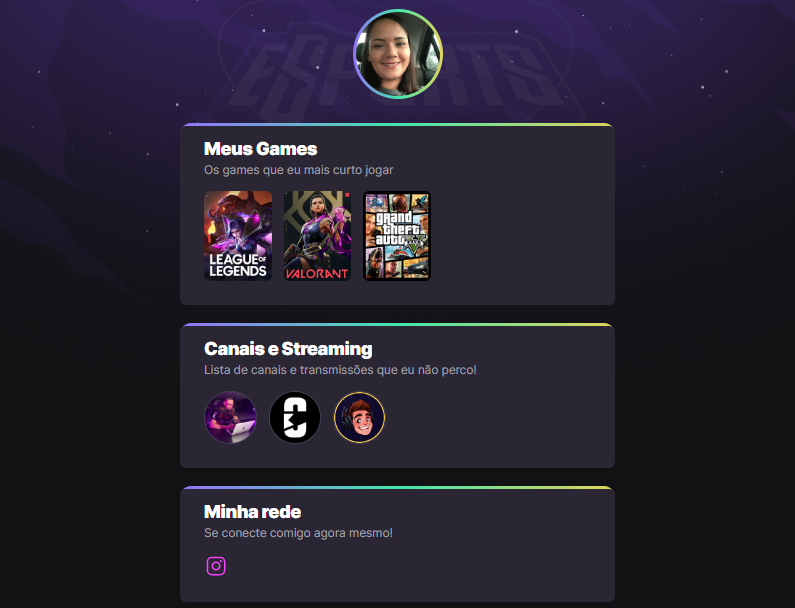 ESPORTS
Meus Games
Os games que eu mais curto jogar
LEAGUE OF
LEGENDS
VALORANT
grand
theft
auto
V
Canais e Streaming
Lista de canais e transmissões que eu não perco!
Minha rede
Se conecte comigo agora mesmo!